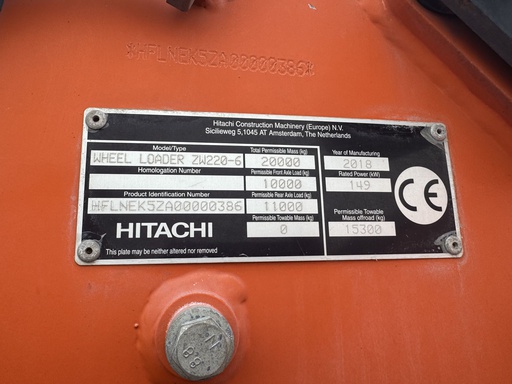 *HFLNEK5ZA00000386*
Hitachi Construction Machinery (Europe) N.V.
Sicilieweg 5,1045 AT Amsterdam, The Netherlands
Model/Type
WHEEL LOADER ZW220-6
Total Permissible Mass (kg)
20000
Year of Manufacturing
2018
Homologation Number
Permissible Front Axle Load (kg)
10000
Rated Power (kW)
149
Product Identification Number
HFLNEK5ZA00000386
Permissible Rear Axle Load (kg)
11000
CE
HITACHI
Permissible Towable Mass (kg)
0
Permissible Towable Mass offroad (kg)
15300
This plate may be neither altered nor removed
8.8